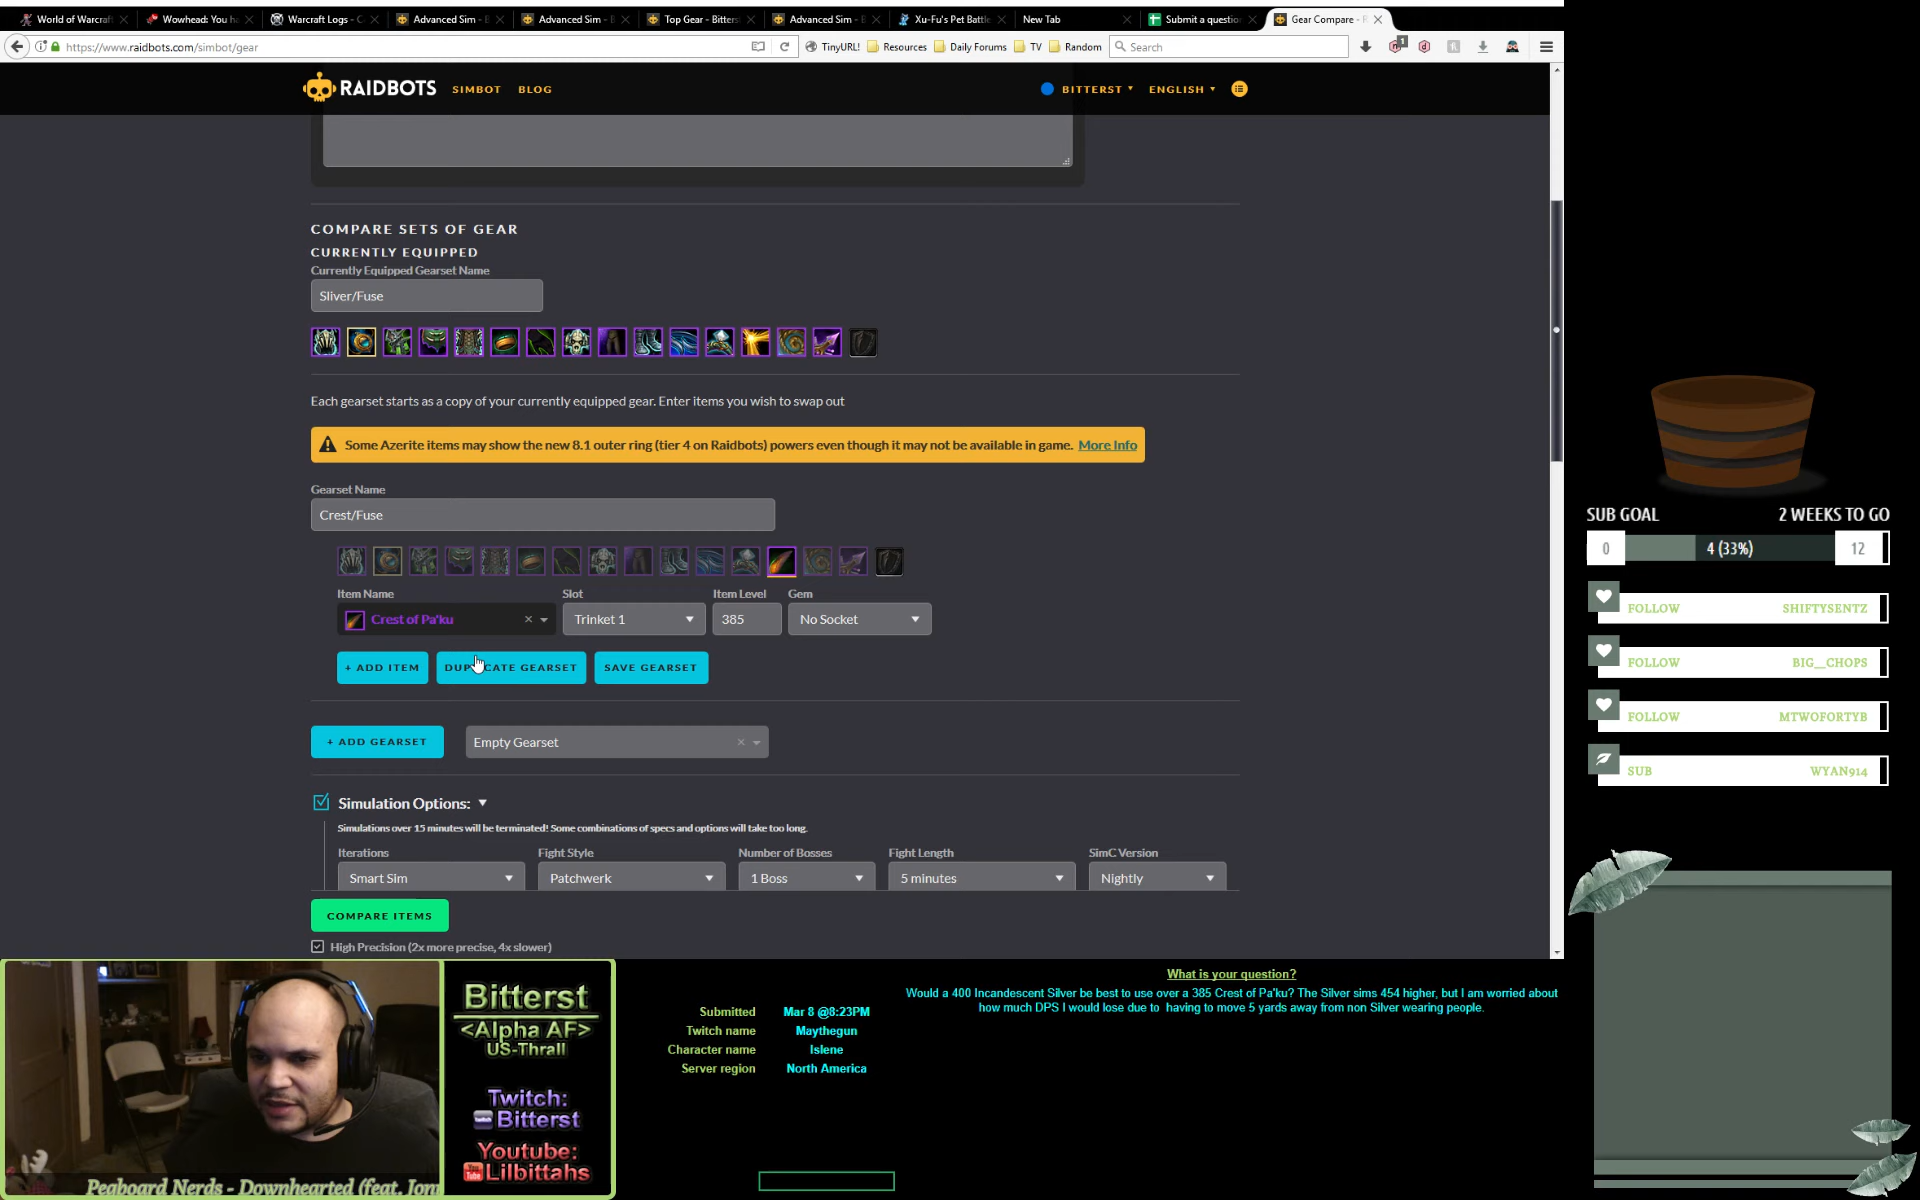 World of Warcraft
Wowhead: You ha
Warcraft Logs - C
Advanced Sim - B
Advanced Sim - B
Top Gear - Bitters
Advanced Sim - B
Xu-Fu's Pet Battle
New Tab
Submit a question
Gear Compare - R
https://www.raidbots.com/simbot/gear
TinyURL!
Resources
Daily Forums
TV
Random
Search
RAIDBOTS
SIMBOT
BLOG
BITTERST
ENGLISH
COMPARE SETS OF GEAR
CURRENTLY EQUIPPED
Currently Equipped Gearset Name
Sliver/Fuse
Each gearset starts as a copy of your currently equipped gear. Enter items you wish to swap out
Some Azerite items may show the new 8.1 outer ring (tier 4 on Raidbots) powers even though it may not be available in game. More Info
Gearset Name
Crest/Fuse
Item Name Slot Item Level Gem
Crest of Pa'ku Trinket 1 385 No Socket
+ ADD ITEM DUPLICATE GEARSET SAVE GEARSET
+ ADD GEARSET Empty Gearset
Simulation Options:
Simulations over 15 minutes will be terminated! Some combinations of specs and options will take too long.
Iterations Fight Style Number of Bosses Fight Length SimC Version
Smart Sim Patchwerk 1 Boss 5 minutes Nightly
COMPARE ITEMS
High Precision (2x more precise, 4x slower)
SUB GOAL 2 WEEKS TO GO
0 4 (33%) 12
FOLLOW SHIFTYSENTZ
FOLLOW BIG__CHOPS
FOLLOW MTWOFORTYB
SUB WYAN914
Bitterst
<Alpha AF>
US-Thrall
Twitch:
Bitterst
Youtube:
Lilbittahs
Pegboard Nerds - Downhearted (feat. Jon
Submitted Mar 8 @8:23PM
Twitch name Maythegun
Character name Islene
Server region North America
What is your question?
Would a 400 Incandescent Silver be best to use over a 385 Crest of Pa'ku? The Silver sims 454 higher, but I am worried about
how much DPS I would lose due to having to move 5 yards away from non Silver wearing people.